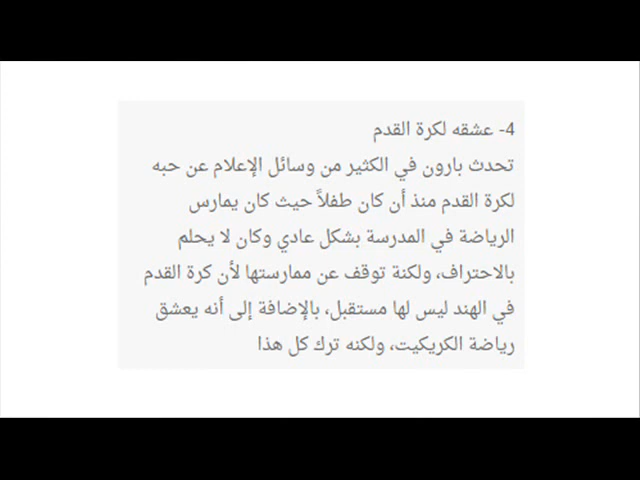 4- عشقه لكرة القدم
تحدث بارون في الكثير من وسائل الإعلام عن حبه
لكرة القدم منذ أن كان طفلاً حيث كان يمارس
الرياضة في المدرسة بشكل عادي وكان لا يحلم
بالاحتراف، ولكنة توقف عن ممارستها لأن كرة القدم
في الهند ليس لها مستقبل، بالإضافة إلى أنه يعشق
رياضة الكريكيت، ولكنه ترك كل هذا